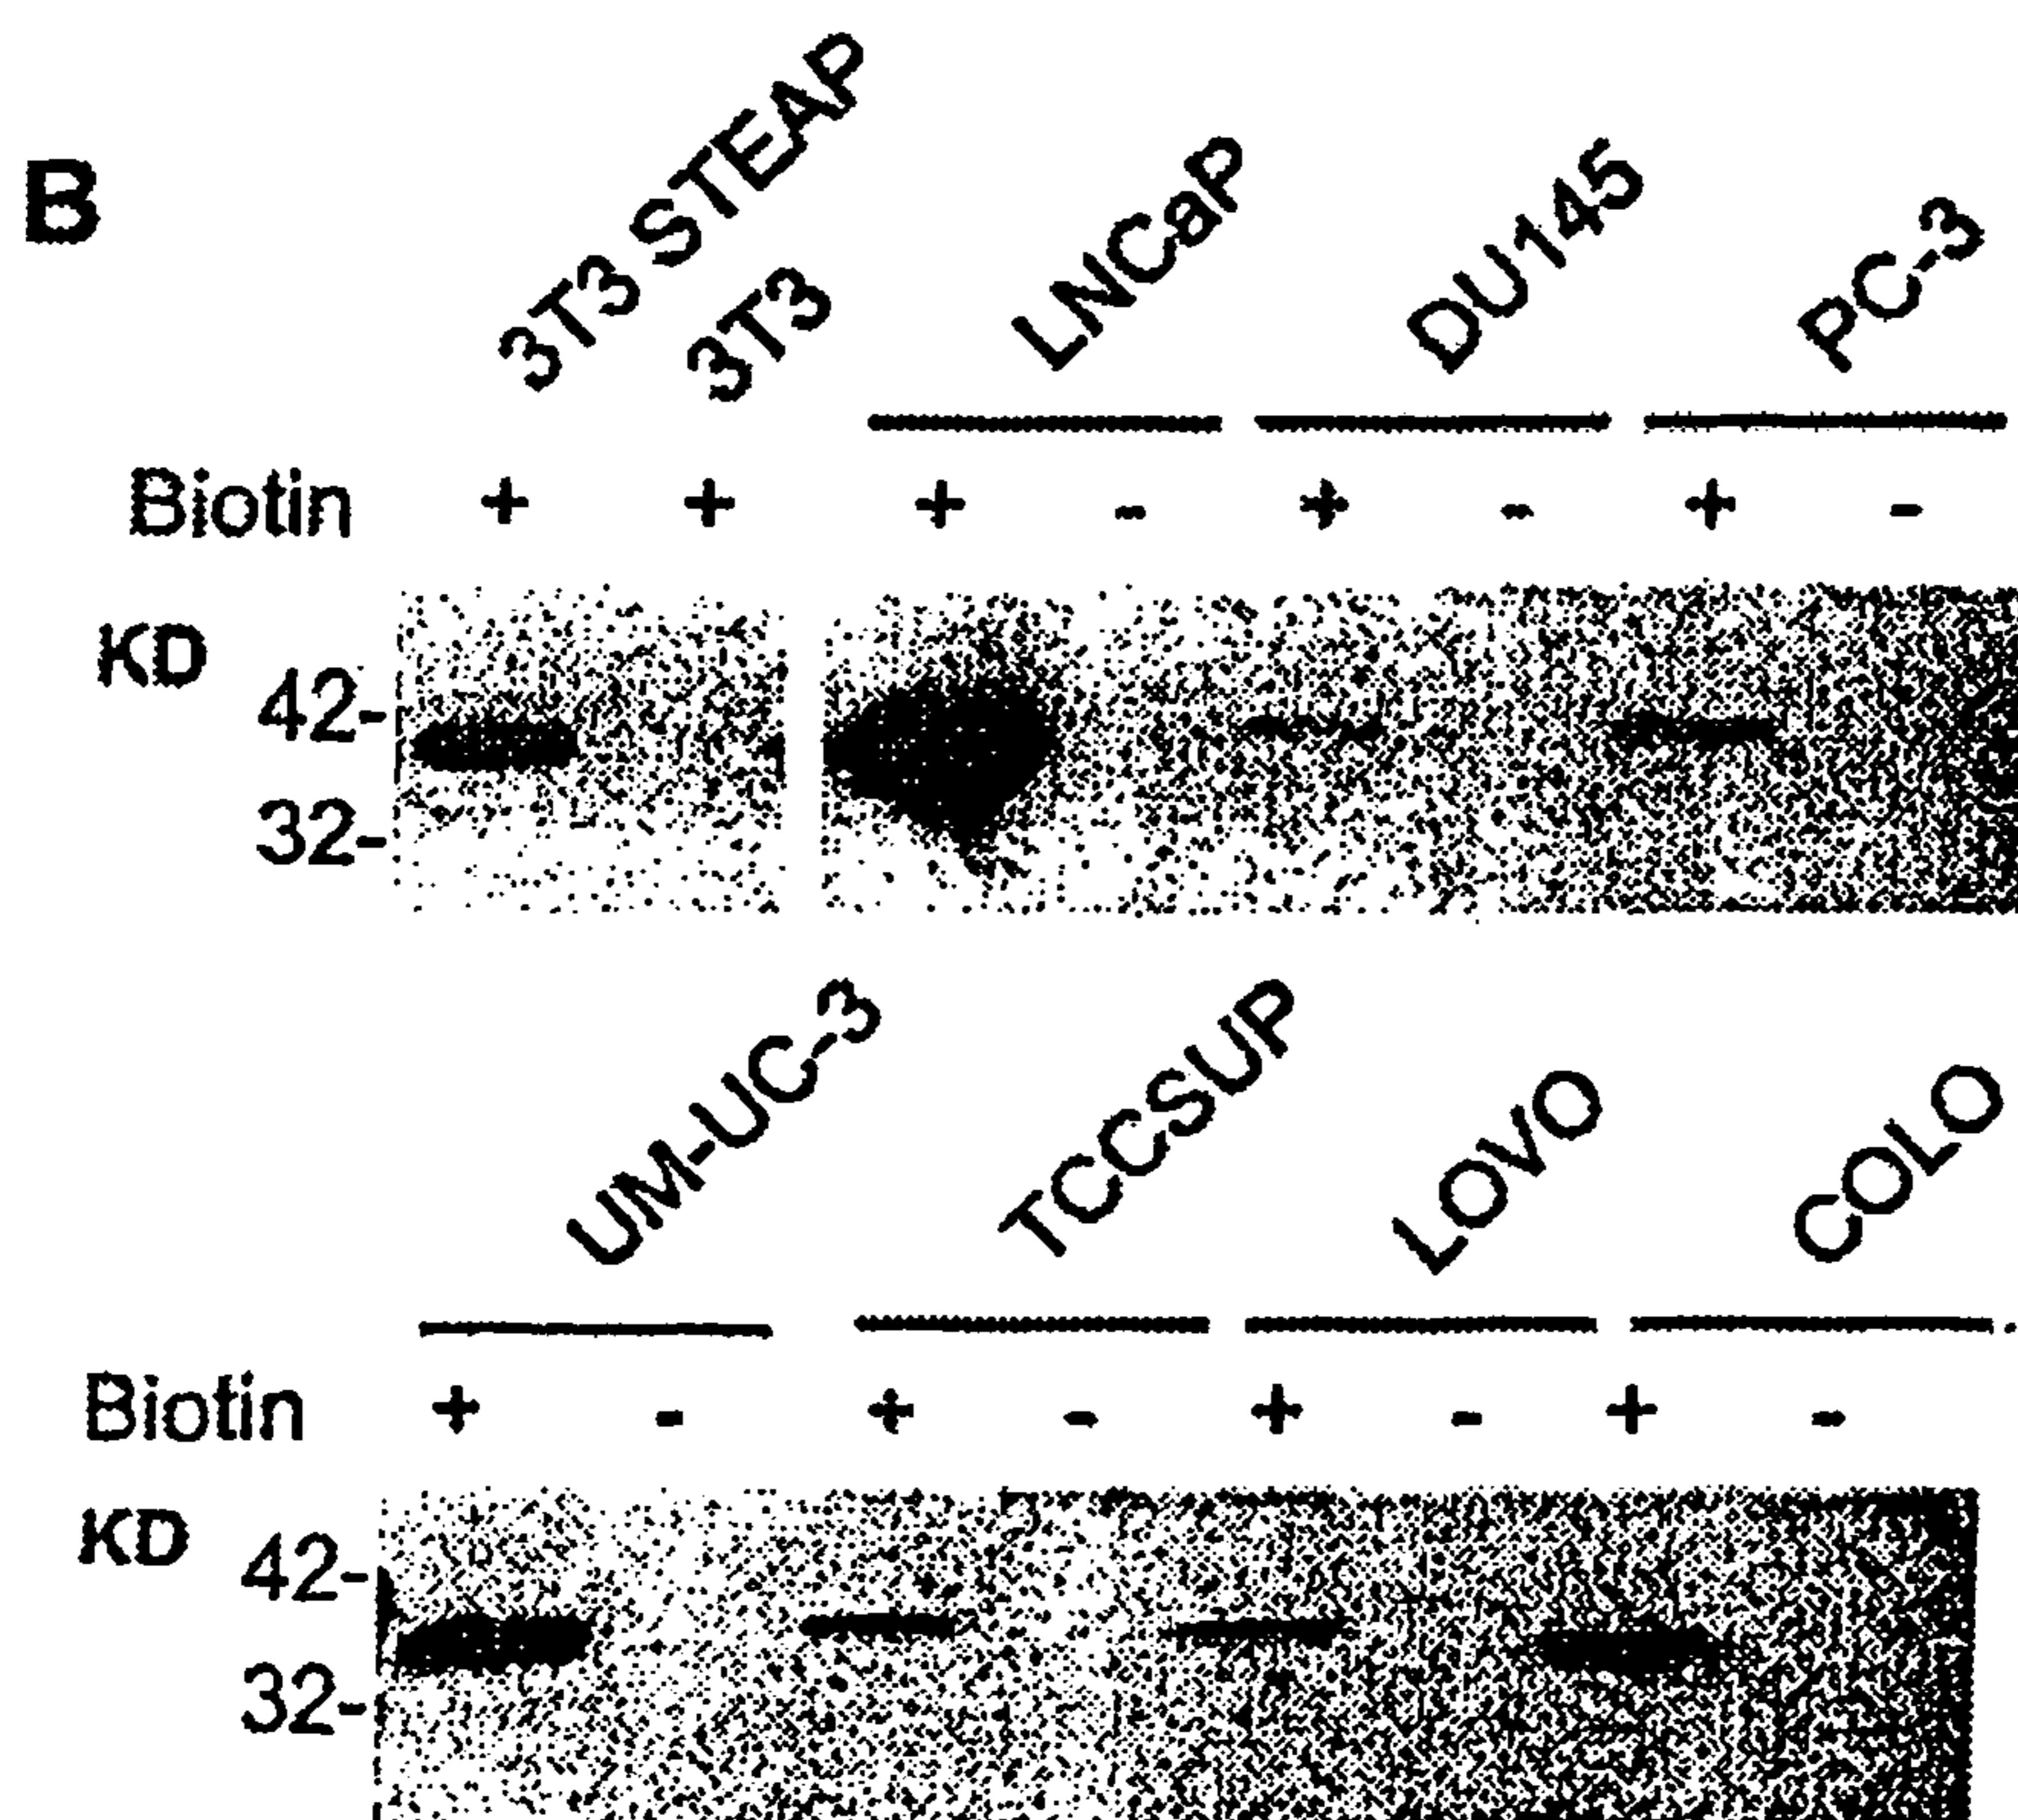 B
3T3 STEAP 3T3 LNCaP DU145 PC-3
Biotin + + + - + - + -
KD
42-
32-
UM-UC-3 TCCSUP LOVO COLO
Biotin + - + - + - + -
KD
42-
32-